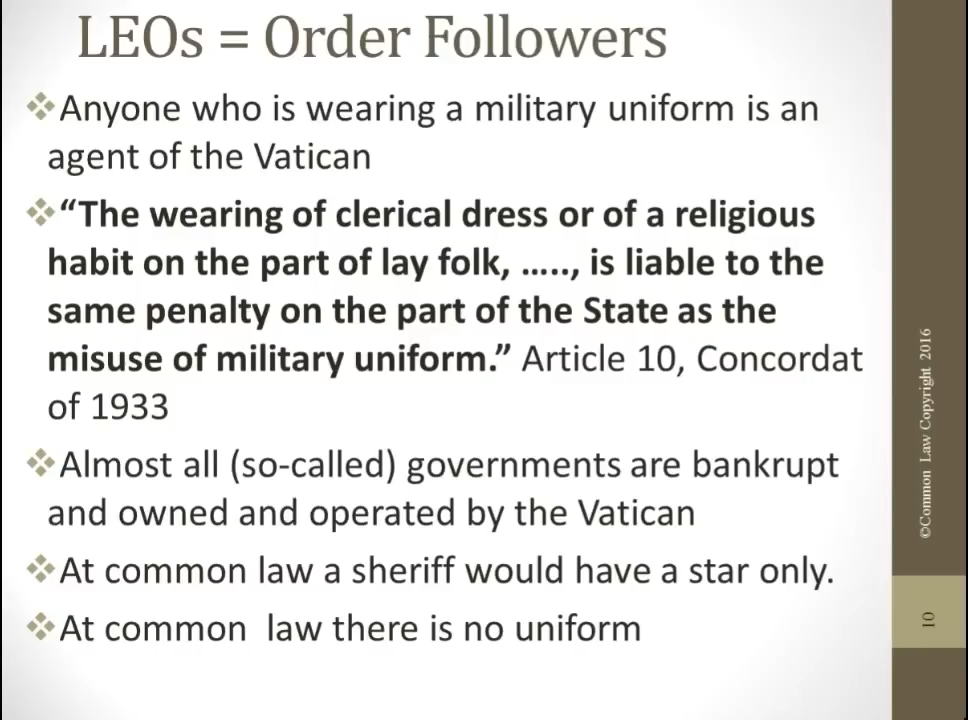 LEOs = Order Followers
❖Anyone who is wearing a military uniform is an
agent of the Vatican
❖“The wearing of clerical dress or of a religious
habit on the part of lay folk, ....., is liable to the
same penalty on the part of the State as the
misuse of military uniform.” Article 10, Concordat
of 1933
❖Almost all (so-called) governments are bankrupt
and owned and operated by the Vatican
❖At common law a sheriff would have a star only.
❖At common  law there is no uniform
©Common Law Copyright 2016
10